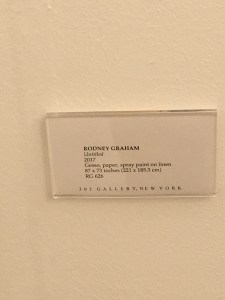 RODNEY GRAHAM
Untitled
2017
Gesso, paper, spray paint on linen
87 x 73 inches (221 x 185.5 cm)
RG 626
303 GALLERY, NEW YORK